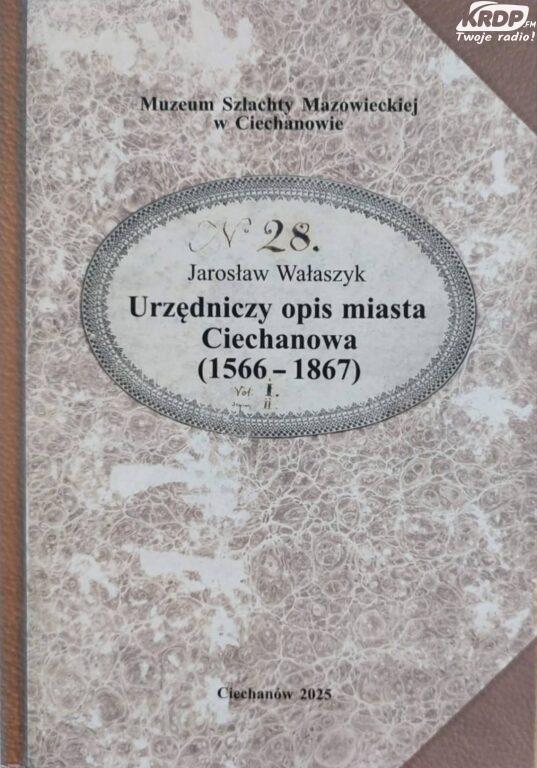 KRDP.FM
Twoje radio!
Muzeum Szlachty Mazowieckiej
w Ciechanowie
N 28.
Jarosław Wałaszyk
Urzędniczy opis miasta
Ciechanowa
(1566 – 1867)
Vol. I.
II
Ciechanów 2025